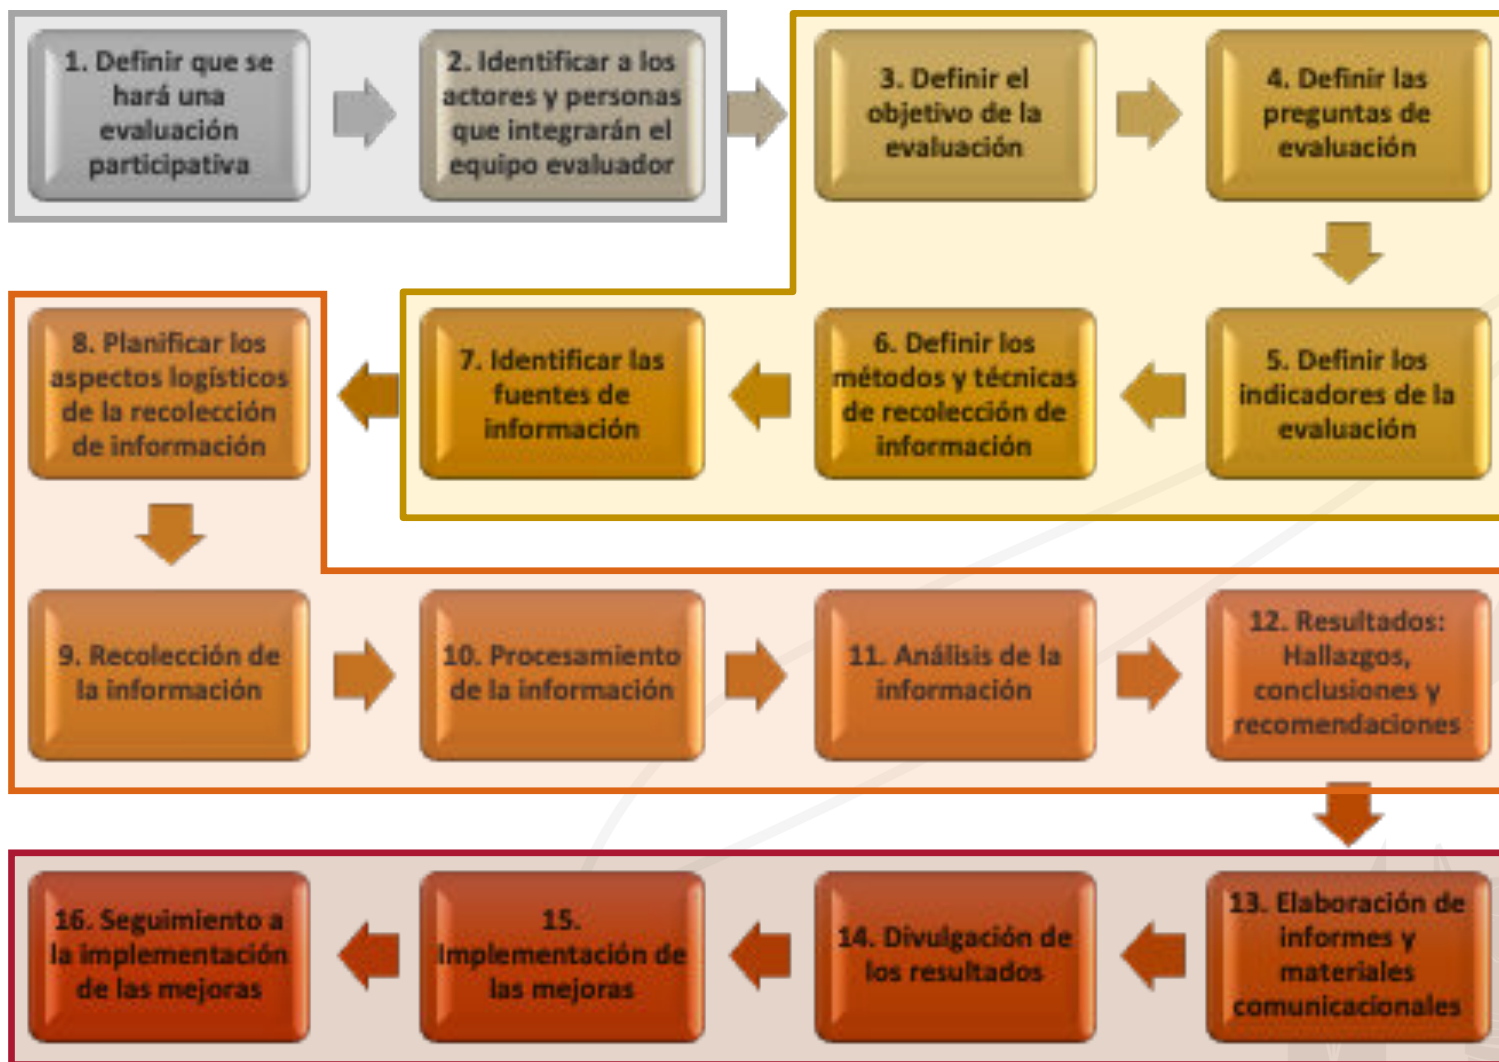 1. Definir que se
hará una
evaluación
participativa
2. Identificar a los
actores y personas
que integrarán el
equipo evaluador
3. Definir el
objetivo de la
evaluación
4. Definir las
preguntas de
evaluación
5. Definir los
indicadores de la
evaluación
6. Definir los
métodos y técnicas
de recolección de
información
7. Identificar las
fuentes de
información
8. Planificar los
aspectos logísticos
de la recolección
de información
9. Recolección de
la información
10. Procesamiento
de la información
11. Análisis de la
información
12. Resultados:
Hallazgos,
conclusiones y
recomendaciones
13. Elaboración de
informes y
materiales
comunicacionales
14. Divulgación de
los resultados
15.
Implementación de
las mejoras
16. Seguimiento a
la implementación
de las mejoras